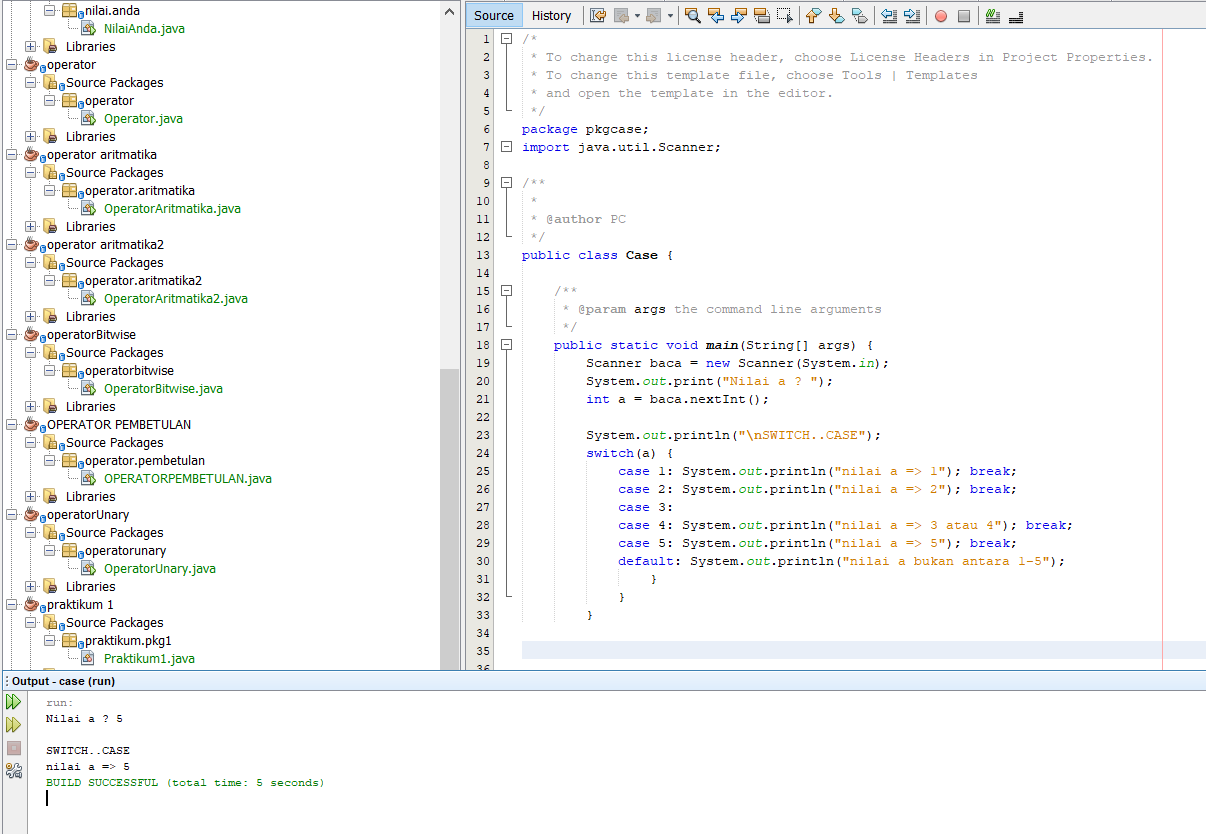 nilai.anda
NilaiAnda.java
Libraries
operator
Source Packages
operator
Operator.java
Libraries
operator aritmatika
Source Packages
operator.aritmatika
OperatorAritmatika.java
Libraries
operator aritmatika2
Source Packages
operator.aritmatika2
OperatorAritmatika2.java
Libraries
operatorBitwise
Source Packages
operatorbitwise
OperatorBitwise.java
Libraries
OPERATOR PEMBETULAN
Source Packages
operator.pembetulan
OPERATORPEMBETULAN.java
Libraries
operatorUnary
Source Packages
operatorunary
OperatorUnary.java
Libraries
praktikum 1
Source Packages
praktikum.pkg1
Praktikum1.java
Source History
1 /*
2 * To change this license header, choose License Headers in Project Properties.
3 * To change this template file, choose Tools | Templates
4 * and open the template in the editor.
5 */
6 package pkgcase;
7 import java.util.Scanner;
8
9 /**
10 *
11 * @author PC
12 */
13 public class Case {
14
15 /**
16 * @param args the command line arguments
17 */
18 public static void main(String[] args) {
19 Scanner baca = new Scanner(System.in);
20 System.out.print("Nilai a ? ");
21 int a = baca.nextInt();
22
23 System.out.println("\nSWITCH..CASE");
24 switch(a) {
25 case 1: System.out.println("nilai a => 1"); break;
26 case 2: System.out.println("nilai a => 2"); break;
27 case 3:
28 case 4: System.out.println("nilai a => 3 atau 4"); break;
29 case 5: System.out.println("nilai a => 5"); break;
30 default: System.out.println("nilai a bukan antara 1-5");
31 }
32 }
33 }
34
35
36
Output - case (run)
run:
Nilai a ? 5
SWITCH..CASE
nilai a => 5
BUILD SUCCESSFUL (total time: 5 seconds)